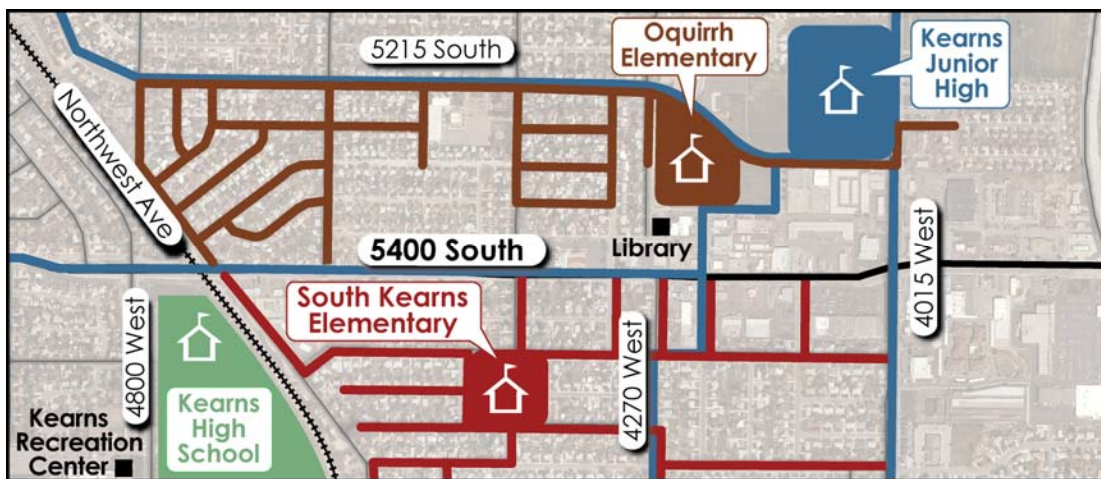 5215 South
Oquirrh
Elementary
Kearns
Junior
High
Northwest Ave
5400 South
Library
4015 West
South Kearns
Elementary
4800 West
4270 West
Kearns
High
School
Kearns
Recreation
Center